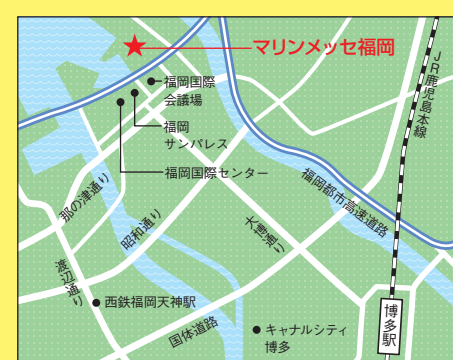 マリンメッセ福岡
JR鹿児島本線
福岡国際
会議場
福岡
サンパレス
福岡国際センター
福岡都市高速道路
那の津通り
昭和通り
大博通り
渡辺通り
西鉄福岡天神駅
国体道路
キャナルシティ
博多
博多駅